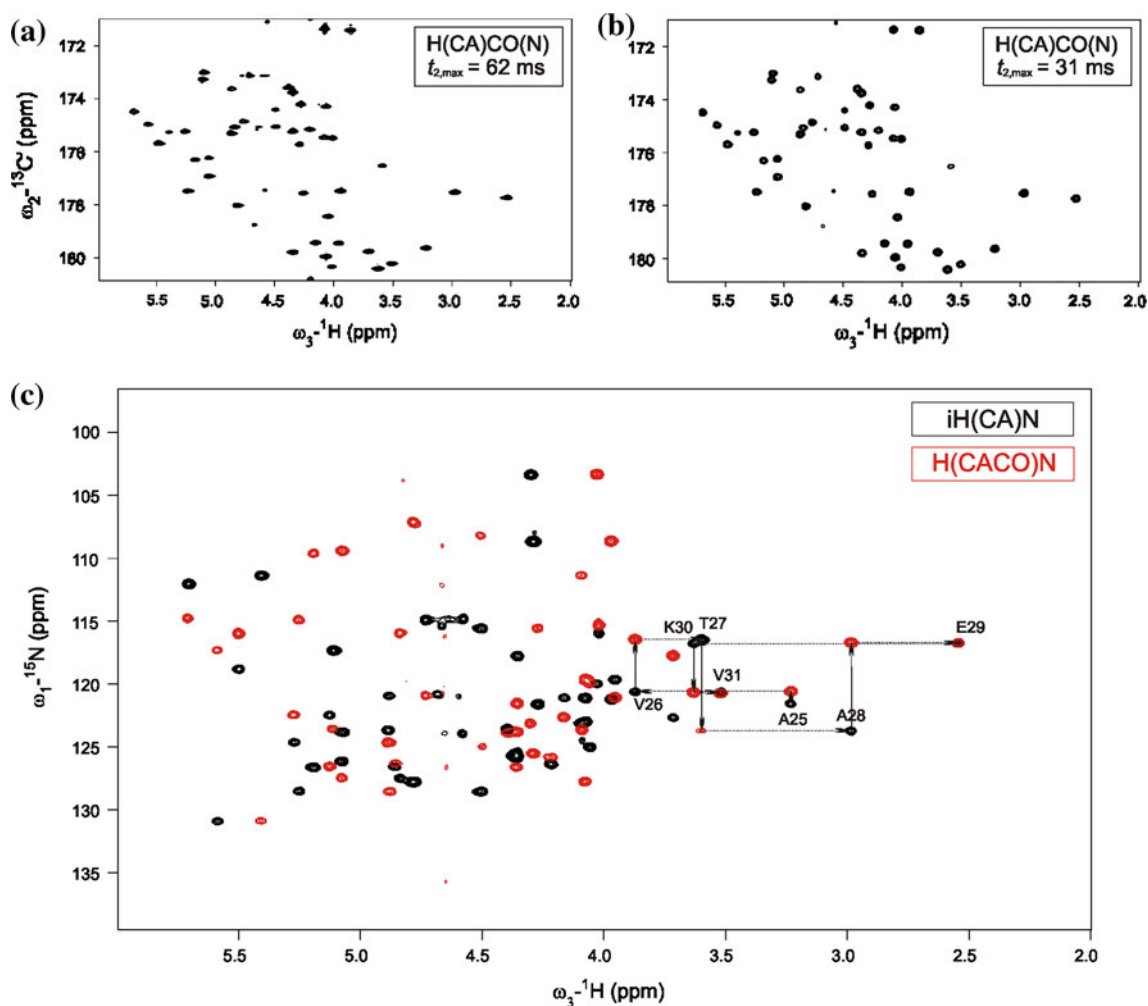 (a)
H(CA)CO(N)
t2,max = 62 ms
172
174
176
178
180
ω2-13C' (ppm)
5.5 5.0 4.5 4.0 3.5 3.0 2.5 2.0
ω3-1H (ppm)
(b)
H(CA)CO(N)
t2,max = 31 ms
172
174
176
178
180
5.5 5.0 4.5 4.0 3.5 3.0 2.5 2.0
ω3-1H (ppm)
(c)
iH(CA)N
H(CACO)N
100
105
110
115
120
125
130
135
ω1-15N (ppm)
K30 T27 E29
V26 V31 A25 A28
5.5 5.0 4.5 4.0 3.5 3.0 2.5 2.0
ω3-1H (ppm)